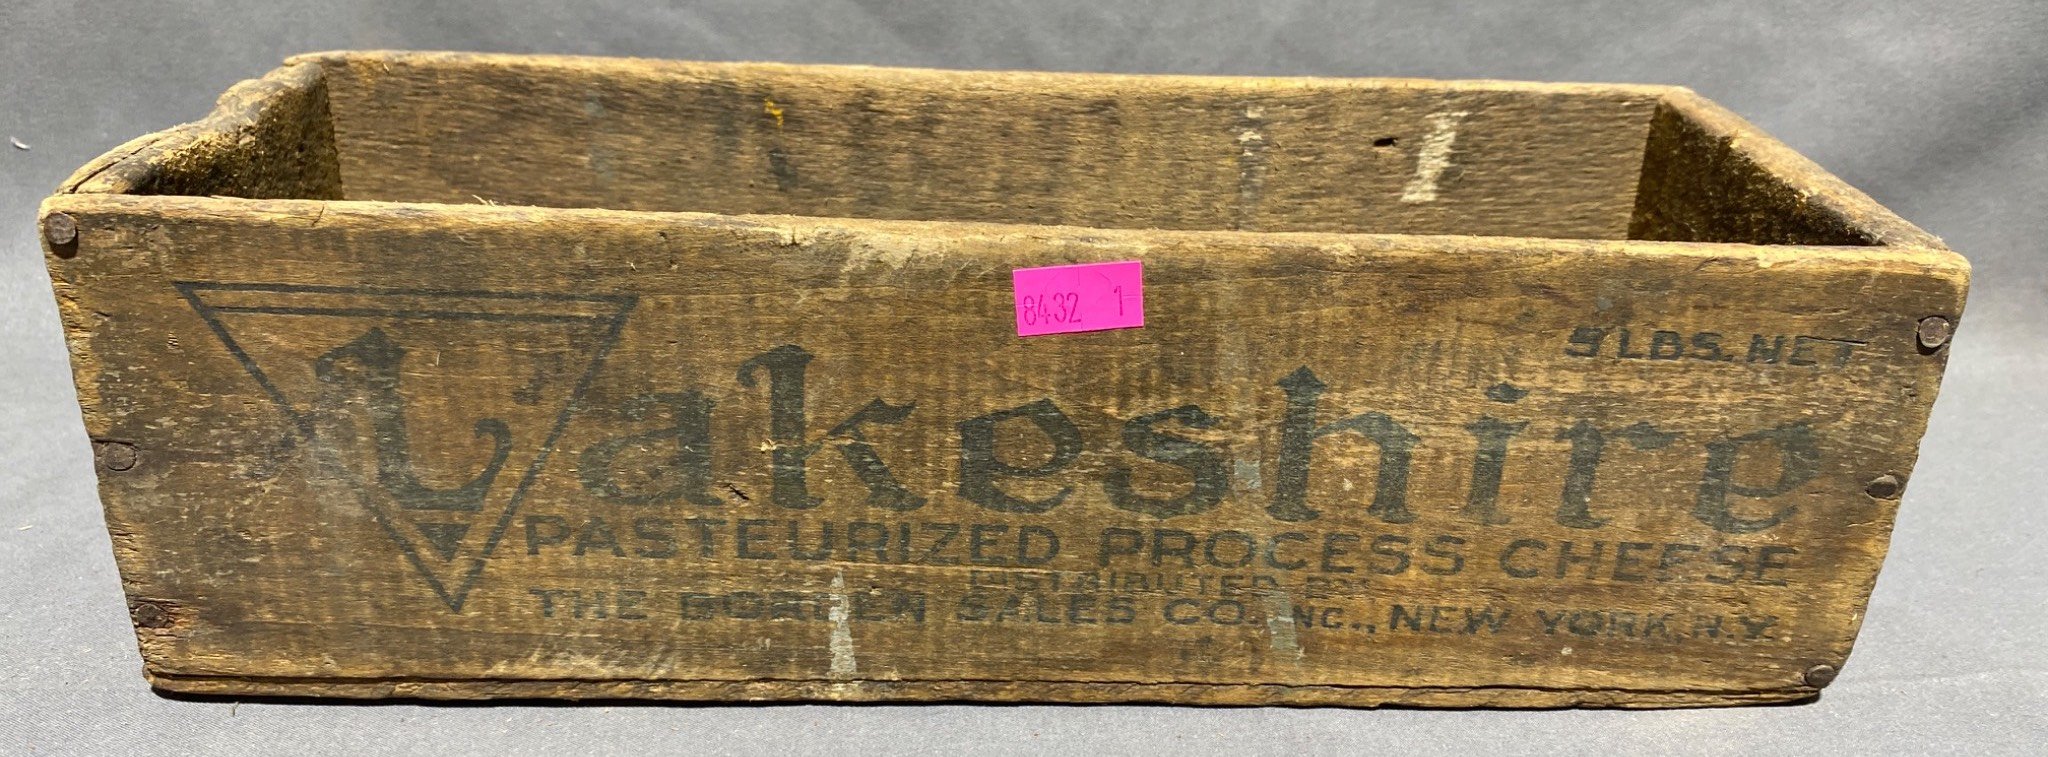 8432 1
5 LBS. NET
Lakeshire
PASTEURIZED PROCESS CHEESE
DISTRIBUTED BY
THE BORDEN SALES CO. INC., NEW YORK, N.Y.